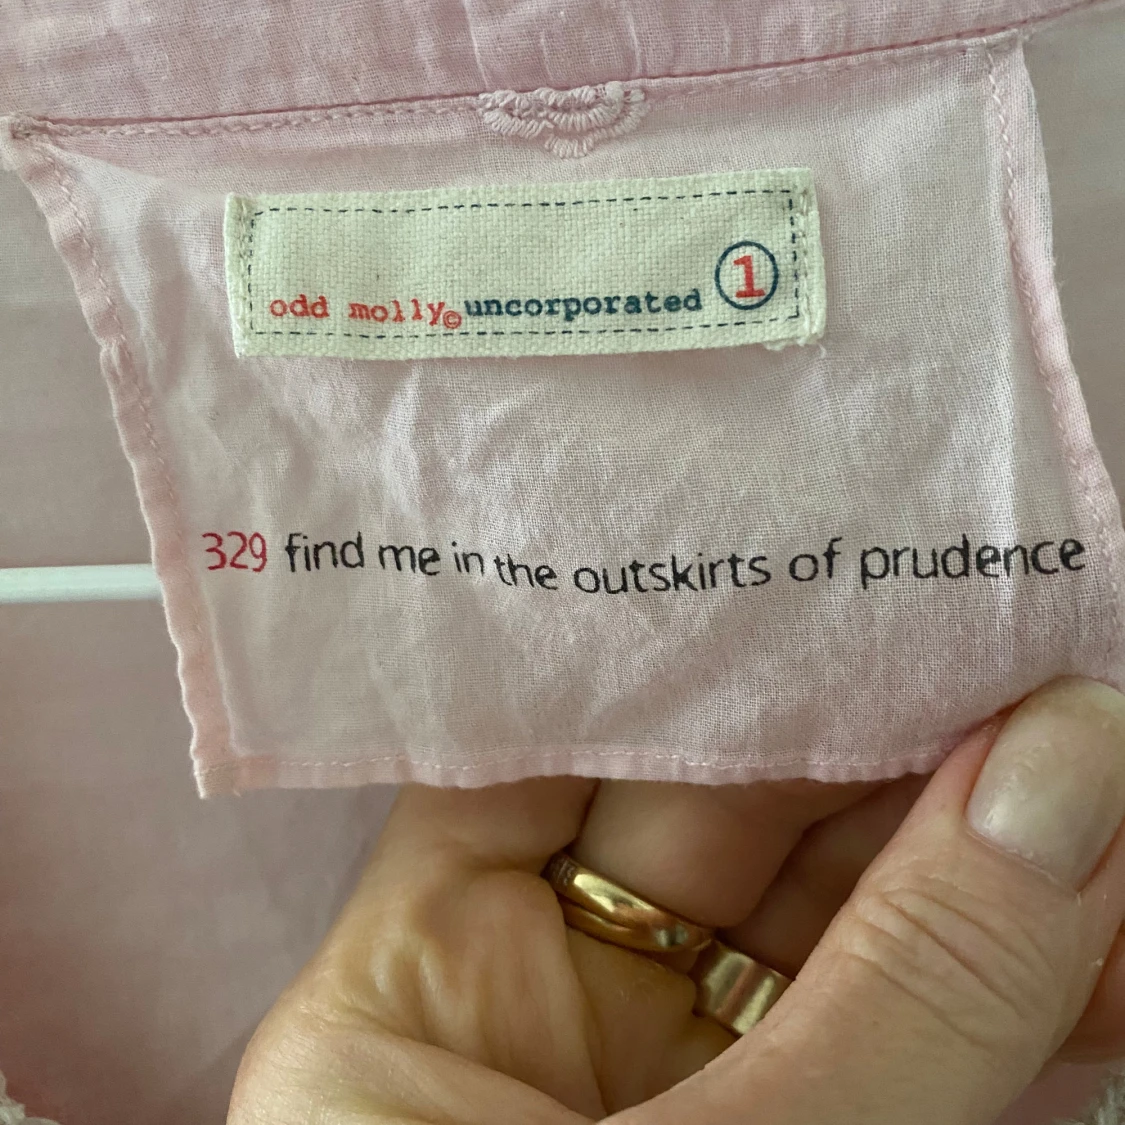 odd molly©uncorporated 1
329 find me in the outskirts of prudence